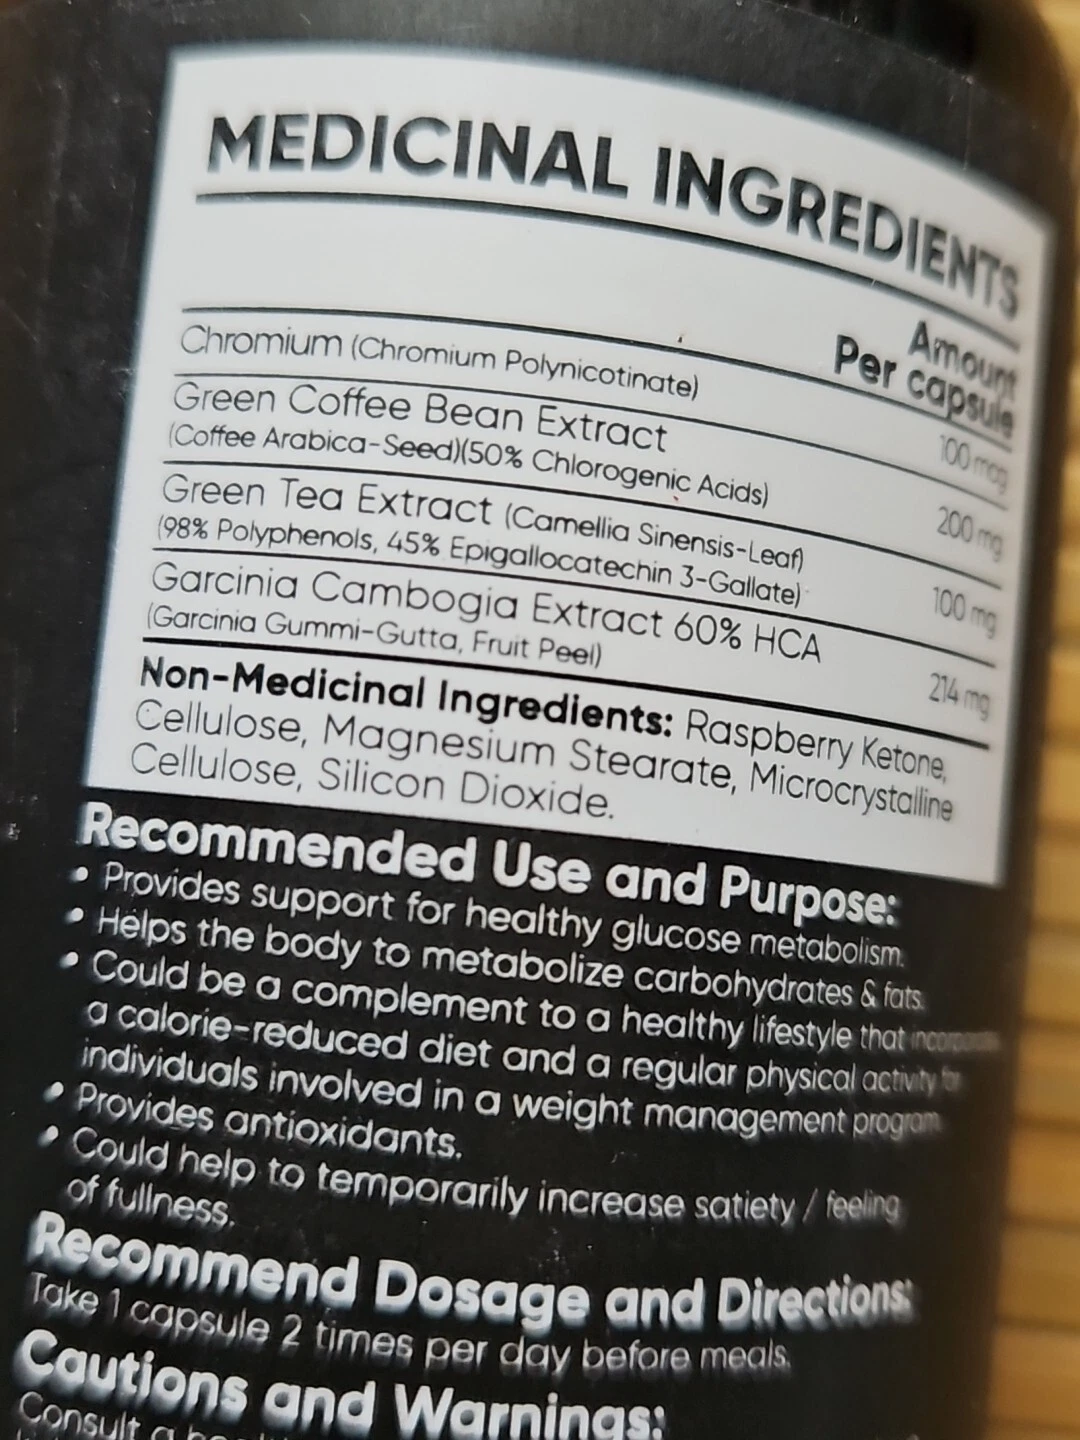 MEDICINAL INGREDIENTS
Amount
Per capsule
Chromium (Chromium Polynicotinate) 100 mcg
Green Coffee Bean Extract
(Coffee Arabica-Seed)(50% Chlorogenic Acids) 200 mg
Green Tea Extract (Camellia Sinensis-Leaf)
(98% Polyphenols, 45% Epigallocatechin 3-Gallate) 100 mg
Garcinia Cambogia Extract 60% HCA
(Garcinia Gummi-Gutta, Fruit Peel) 214 mg
Non-Medicinal Ingredients: Raspberry Ketone,
Cellulose, Magnesium Stearate, Microcrystalline
Cellulose, Silicon Dioxide.
Recommended Use and Purpose:
• Provides support for healthy glucose metabolism.
• Helps the body to metabolize carbohydrates & fats.
• Could be a complement to a healthy lifestyle that
a calorie-reduced diet and a regular physical activity for
individuals involved in a weight management program
• Provides antioxidants.
• Could help to temporarily increase satiety / feeling
of fullness.
Recommend Dosage and Directions:
Take 1 capsule 2 times per day before meals.
Cautions and Warnings:
Consult a